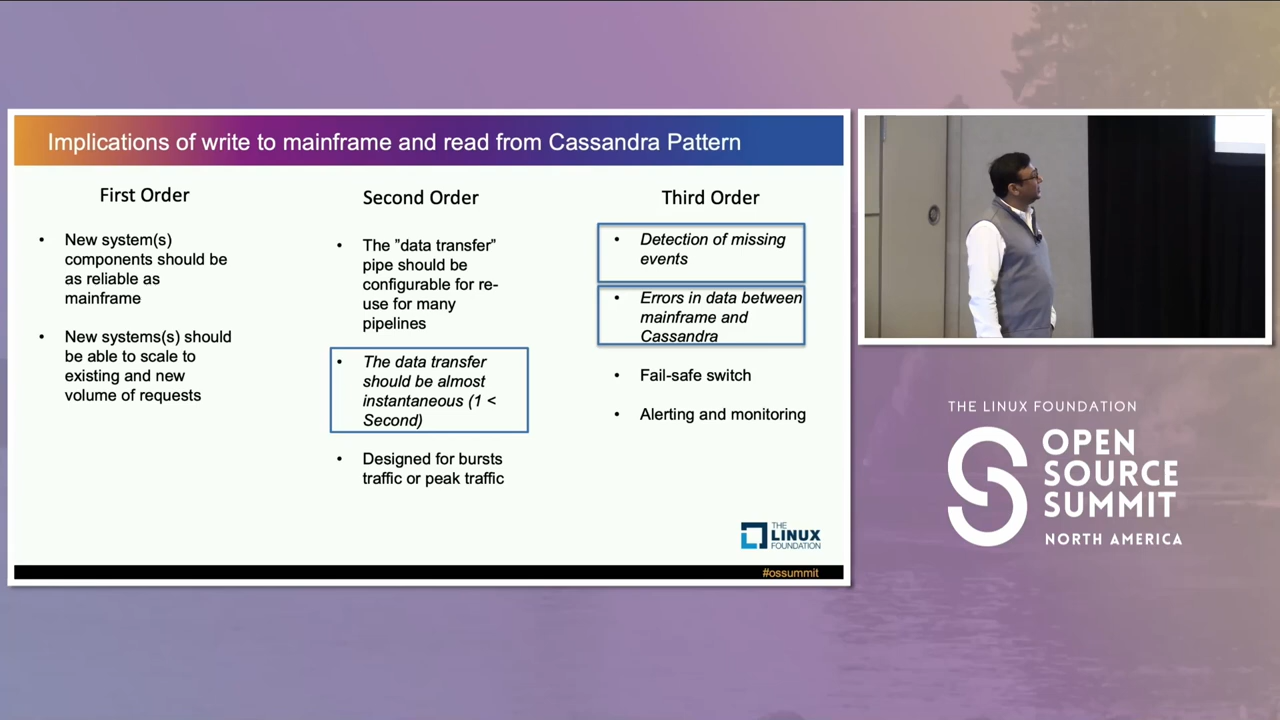 Implications of write to mainframe and read from Cassandra Pattern
First Order
• New system(s)
components should be
as reliable as
mainframe
• New systems(s) should
be able to scale to
existing and new
volume of requests
Second Order
• The "data transfer”
pipe should be
configurable for re-
use for many
pipelines
• The data transfer
should be almost
instantaneous (1 <
Second)
• Designed for bursts
traffic or peak traffic
Third Order
• Detection of missing
events
• Errors in data between
mainframe and
Cassandra
• Fail-safe switch
• Alerting and monitoring
THE
LINUX
FOUNDATION
#ossummit
THE LINUX FOUNDATION
OPEN
SOURCE
SUMMIT
NORTH AMERICA